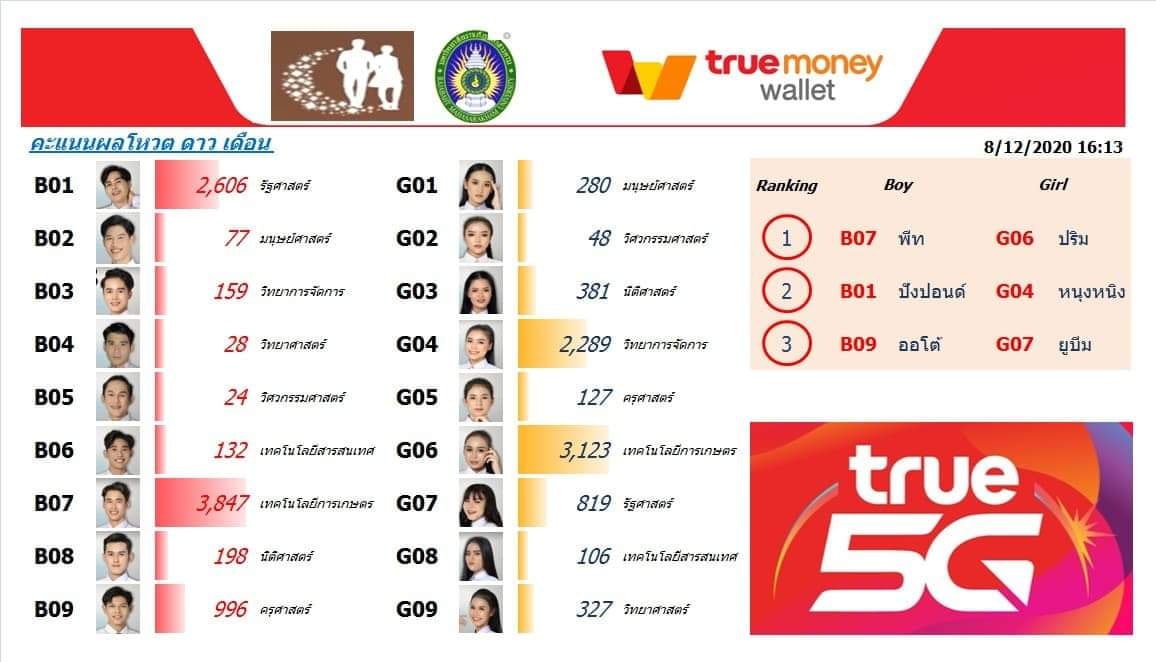 true money
wallet
คะแนนผลโหวต ดาว เดือน
8/12/2020 16:13
B01 2,606 รัฐศาสตร์ G01 280 มนุษย์ศาสตร์
B02 77 มนุษย์ศาสตร์ G02 48 วิศวกรรมศาสตร์
B03 159 วิทยาการจัดการ G03 381 นิติศาสตร์
B04 28 วิทยาศาสตร์ G04 2,289 วิทยาการจัดการ
B05 24 วิศวกรรมศาสตร์ G05 127 ครุศาสตร์
B06 132 เทคโนโลยีสารสนเทศ G06 3,123 เทคโนโลยีการเกษตร
B07 3,847 เทคโนโลยีการเกษตร G07 819 รัฐศาสตร์
B08 198 นิติศาสตร์ G08 106 เทคโนโลยีสารสนเทศ
B09 996 ครุศาสตร์ G09 327 วิทยาศาสตร์
Ranking Boy Girl
1 B07 พีท G06 ปริม
2 B01 ปังปอนด์ G04 หนุงหนิง
3 B09 ออโต้ G07 ยูบีม
true
5G